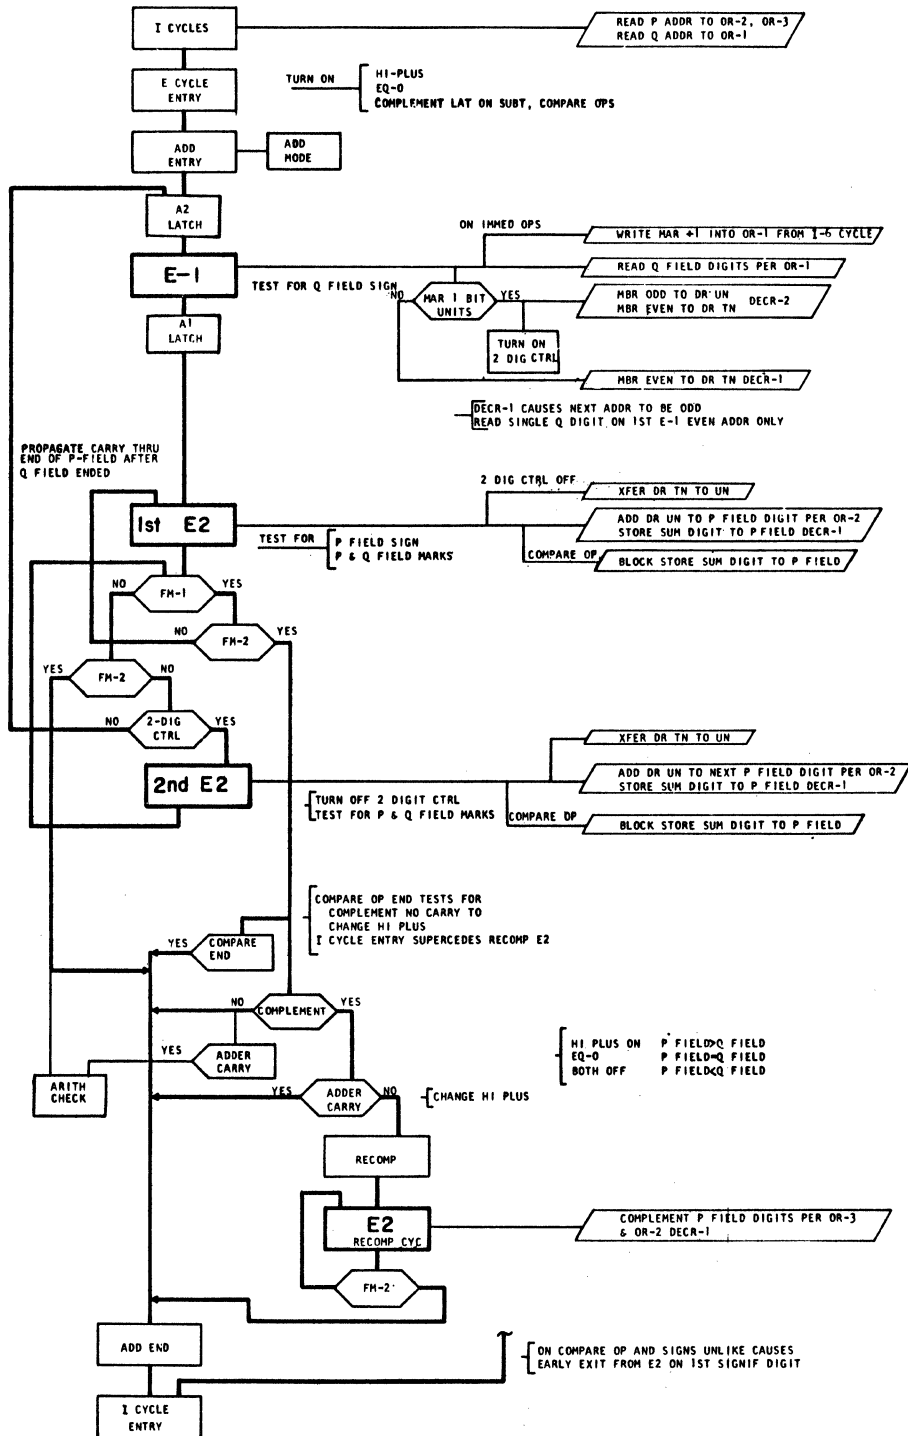 I CYCLES
READ P ADDR TO OR-2, OR-3
READ Q ADDR TO OR-1
E CYCLE
ENTRY
TURN ON
HI-PLUS
EQ-0
COMPLEMENT LAT ON SUBT, COMPARE OPS
ADD
ENTRY
ADD
MODE
A2
LATCH
ON IMMED OPS
WRITE MAR +1 INTO OR-1 FROM I-6 CYCLE
E-1
READ Q FIELD DIGITS PER OR-1
TEST FOR Q FIELD SIGN
NO
MAR 1 BIT
UNITS
YES
MBR ODD TO DR UN
MBR EVEN TO DR TN
DECR-2
A1
LATCH
TURN ON
2 DIG CTRL
MBR EVEN TO DR TN DECR-1
DECR-1 CAUSES NEXT ADDR TO BE ODD
READ SINGLE Q DIGIT ON 1ST E-1 EVEN ADDR ONLY
PROPAGATE CARRY THRU
END OF P-FIELD AFTER
Q FIELD ENDED
2 DIG CTRL OFF
XFER DR TN TO UN
1st E2
ADD DR UN TO P FIELD DIGIT PER OR-2
STORE SUM DIGIT TO P FIELD DECR-1
TEST FOR
P FIELD SIGN
P & Q FIELD MARKS
COMPARE OP
BLOCK STORE SUM DIGIT TO P FIELD
NO
FM-1
YES
NO
FM-2
YES
YES
FM-2
NO
NO
2-DIG
CTRL
YES
XFER DR TN TO UN
2nd E2
ADD DR UN TO NEXT P FIELD DIGIT PER OR-2
STORE SUM DIGIT TO P FIELD DECR-1
TURN OFF 2 DIGIT CTRL
TEST FOR P & Q FIELD MARKS
COMPARE OP
BLOCK STORE SUM DIGIT TO P FIELD
COMPARE OP END TESTS FOR
COMPLEMENT NO CARRY TO
CHANGE HI PLUS
I CYCLE ENTRY SUPERCEDES RECOMP E2
YES
COMPARE
END
NO
COMPLEMENT
YES
YES
ADDER
CARRY
HI PLUS ON P FIELD>Q FIELD
EQ-0 P FIELD=Q FIELD
BOTH OFF P FIELD<Q FIELD
ARITH
CHECK
YES
ADDER
CARRY
NO
CHANGE HI PLUS
RECOMP
E2
RECOMP CYC
COMPLEMENT P FIELD DIGITS PER OR-3
& OR-2 DECR-1
FM-2
ADD END
ON COMPARE OP AND SIGNS UNLIKE CAUSES
EARLY EXIT FROM E2 ON 1ST SIGNIF DIGIT
I CYCLE
ENTRY